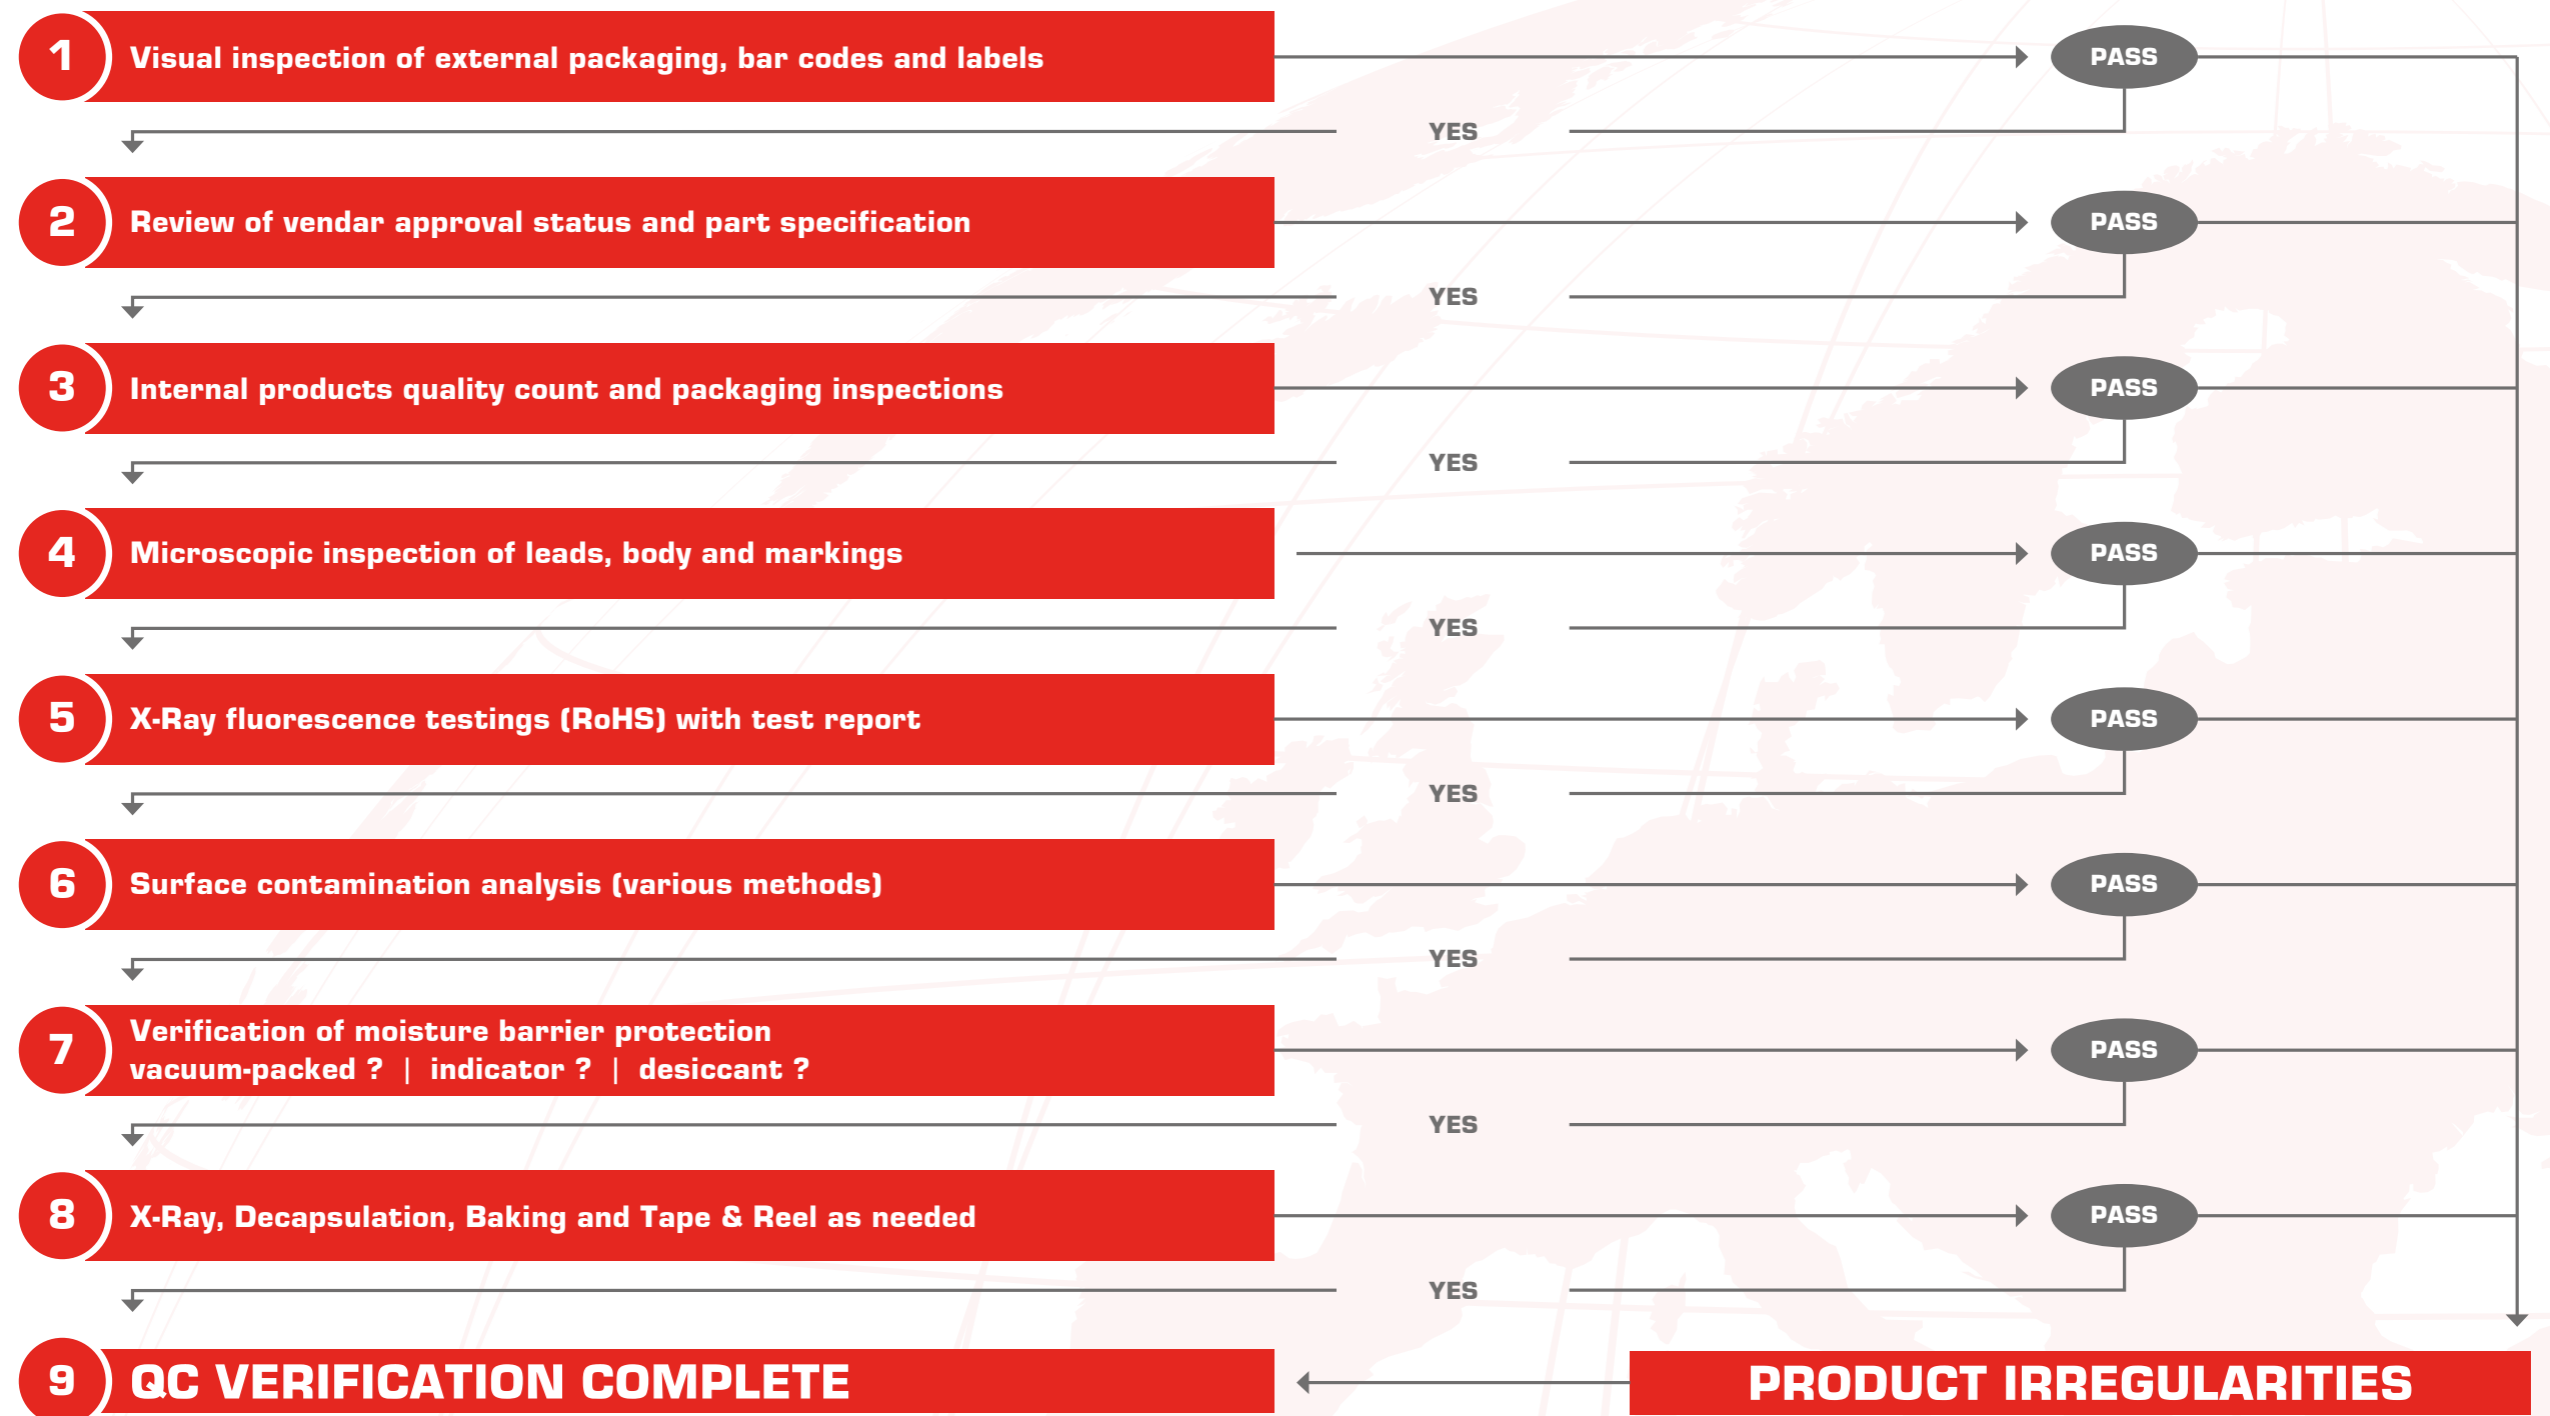 1
Visual inspection of external packaging, bar codes and labels
PASS
YES
2
Review of vendar approval status and part specification
PASS
YES
3
Internal products quality count and packaging inspections
PASS
YES
4
Microscopic inspection of leads, body and markings
PASS
YES
5
X-Ray fluorescence testings (RoHS) with test report
PASS
YES
6
Surface contamination analysis (various methods)
PASS
YES
7
Verification of moisture barrier protection
vacuum-packed ? | indicator ? | desiccant ?
PASS
YES
8
X-Ray, Decapsulation, Baking and Tape & Reel as needed
PASS
YES
9
QC VERIFICATION COMPLETE
PRODUCT IRREGULARITIES